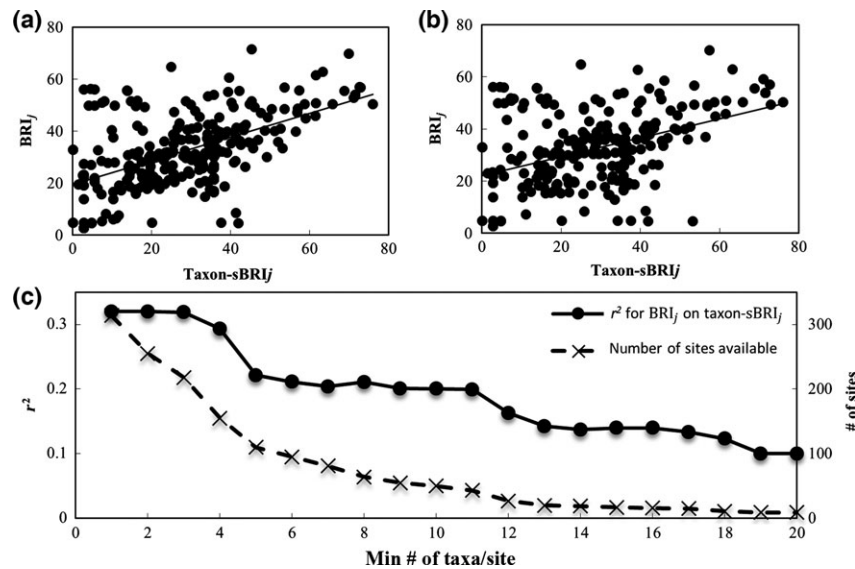 (a)
80
60
40
20
0
BRIj
0 20 40 60 80
Taxon-sBRIj
(b)
80
60
40
20
0
BRIj
0 20 40 60 80
Taxon-sBRIj
(c)
0.3
0.2
0.1
0
r2
r2 for BRIj on taxon-sBRIj
Number of sites available
300
200
100
0
# of sites
0 2 4 6 8 10 12 14 16 18 20
Min # of taxa/site